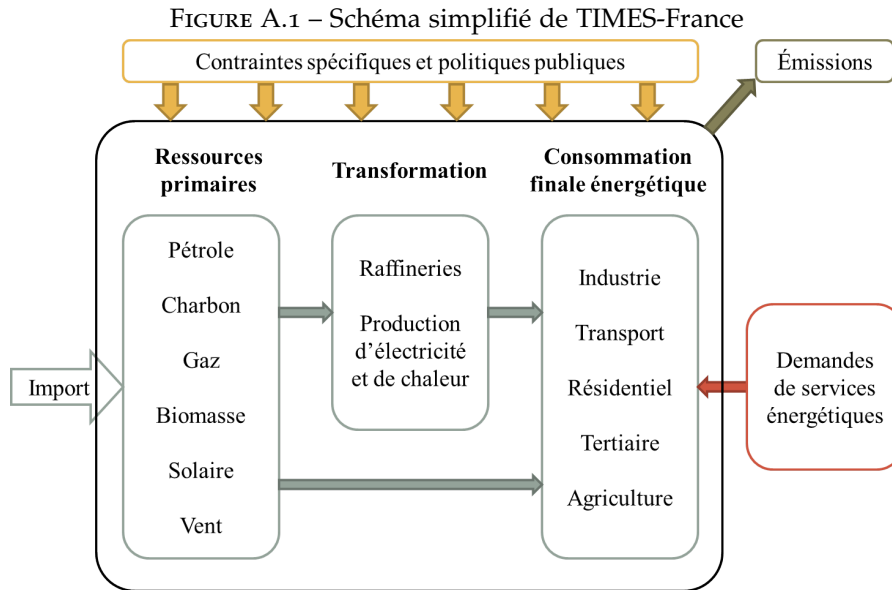 FIGURE A.1 – Schéma simplifié de TIMES-France
Contraintes spécifiques et politiques publiques
Émissions
Ressources
primaires
Transformation
Consommation
finale énergétique
Import
Pétrole
Charbon
Gaz
Biomasse
Solaire
Vent
Raffineries
Production
d'électricité
et de chaleur
Industrie
Transport
Résidentiel
Tertiaire
Agriculture
Demandes
de services
énergétiques